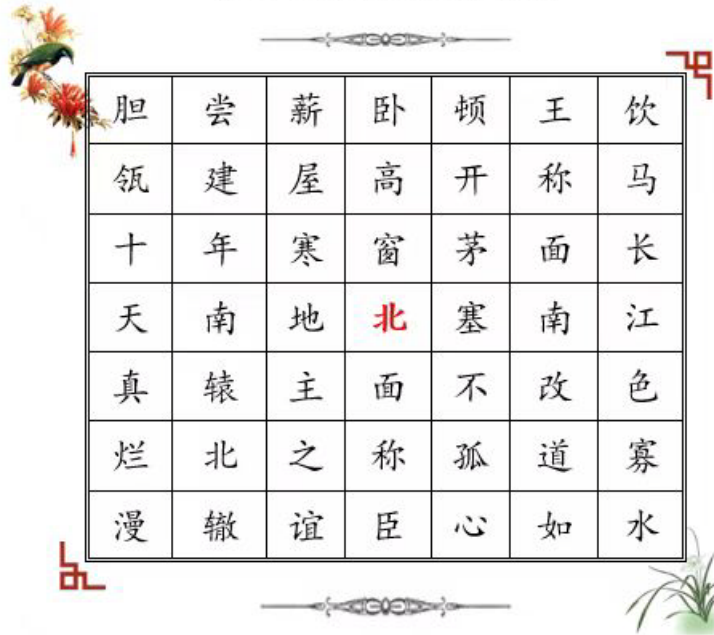 胆 尝 薪 卧 顿 王 饮
瓴 建 屋 高 开 称 马
十 年 寒 窗 茅 面 长
天 南 地 北 塞 南 江
真 辕 主 面 不 改 色
烂 北 之 称 孤 道 寡
漫 辙 谊 臣 心 如 水